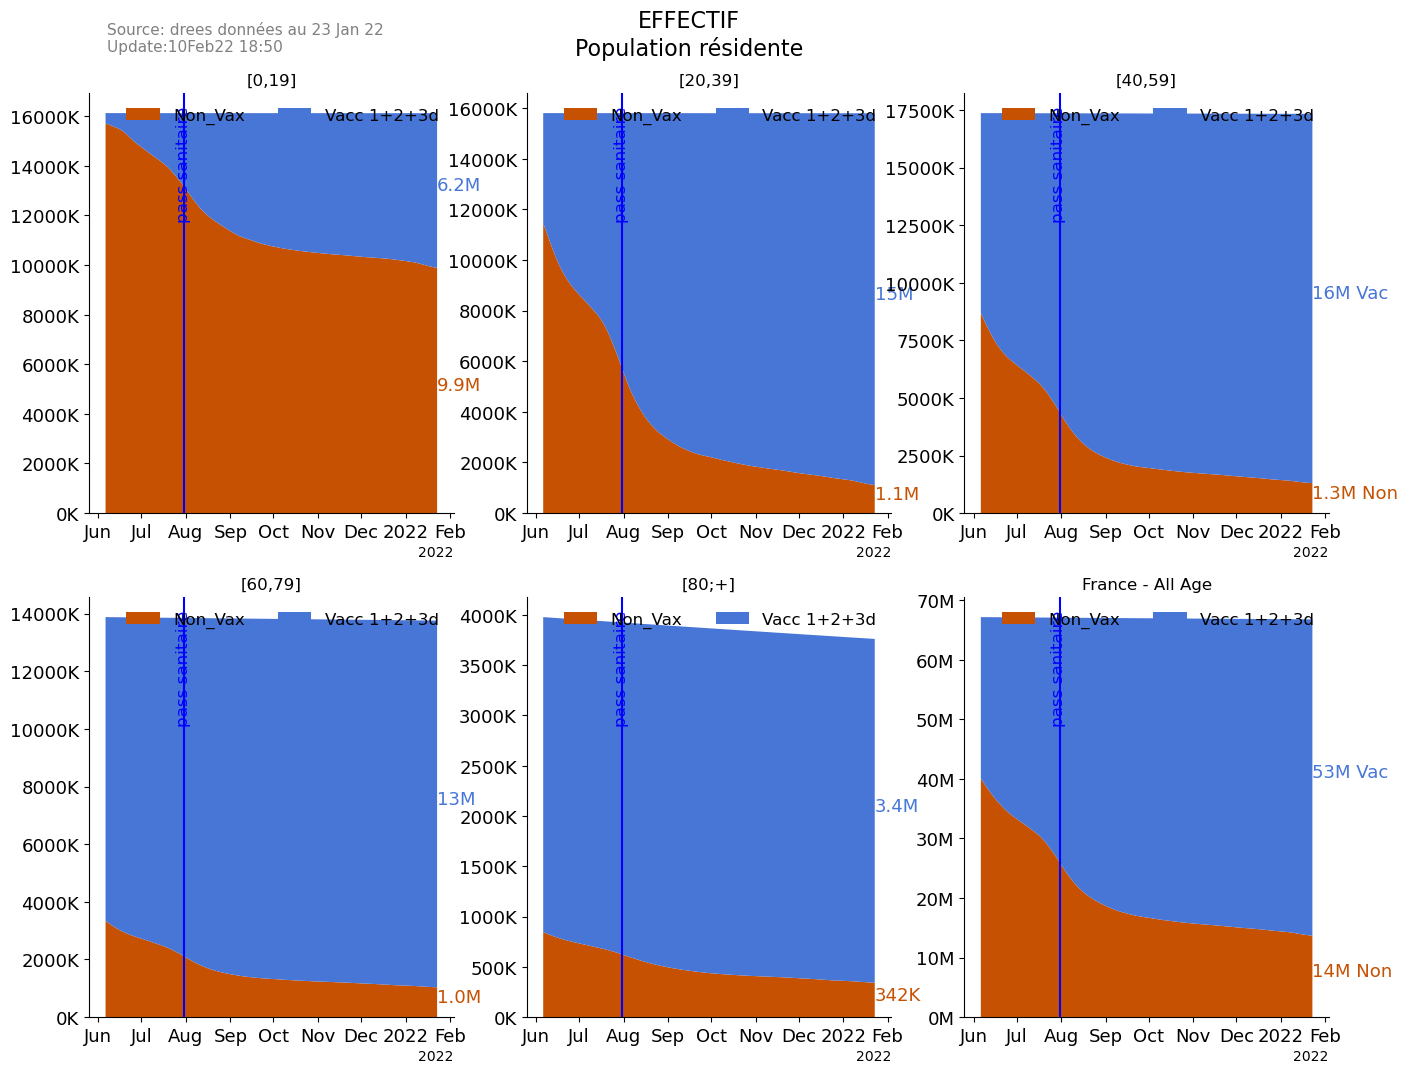 Source: drees données au 23 Jan 22
Update:10Feb22 18:50
EFFECTIF
Population résidente
[0,19]
Non_Vax
Vacc 1+2+3d
pass sanitaire
16000K
14000K
12000K
10000K
8000K
6000K
4000K
2000K
0K
6.2M
9.9M
Jun Jul Aug Sep Oct Nov Dec 2022 Feb
2022
[20,39]
Non_Vax
Vacc 1+2+3d
pass sanitaire
16000K
14000K
12000K
10000K
8000K
6000K
4000K
2000K
0K
15M
1.1M
Jun Jul Aug Sep Oct Nov Dec 2022 Feb
2022
[40,59]
Non_Vax
Vacc 1+2+3d
pass sanitaire
17500K
15000K
12500K
10000K
7500K
5000K
2500K
0K
16M Vac
1.3M Non
Jun Jul Aug Sep Oct Nov Dec 2022 Feb
2022
[60,79]
Non_Vax
Vacc 1+2+3d
pass sanitaire
14000K
12000K
10000K
8000K
6000K
4000K
2000K
0K
13M
1.0M
Jun Jul Aug Sep Oct Nov Dec 2022 Feb
2022
[80;+]
Non_Vax
Vacc 1+2+3d
pass sanitaire
4000K
3500K
3000K
2500K
2000K
1500K
1000K
500K
0K
3.4M
342K
Jun Jul Aug Sep Oct Nov Dec 2022 Feb
2022
France - All Age
Non_Vax
Vacc 1+2+3d
pass sanitaire
70M
60M
50M
40M
30M
20M
10M
0M
53M Vac
14M Non
Jun Jul Aug Sep Oct Nov Dec 2022 Feb
2022